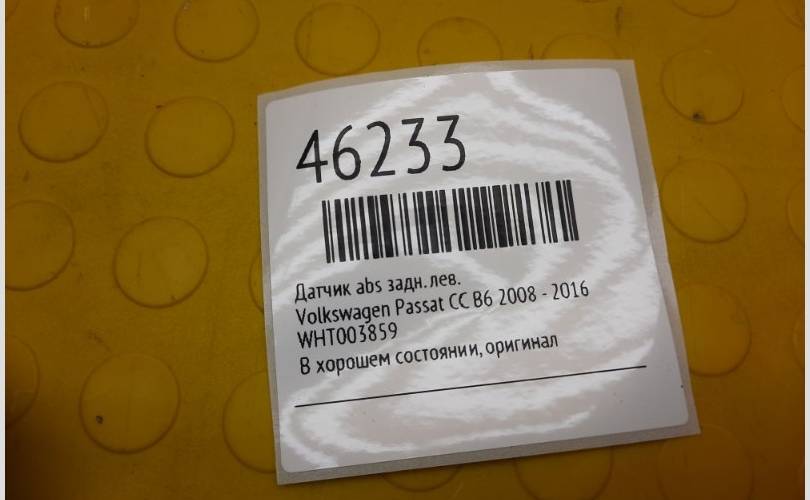 46233
Датчик abs задн. лев.
Volkswagen Passat CC B6 2008 - 2016
WHT003859
В хорошем состоянии, оригинал